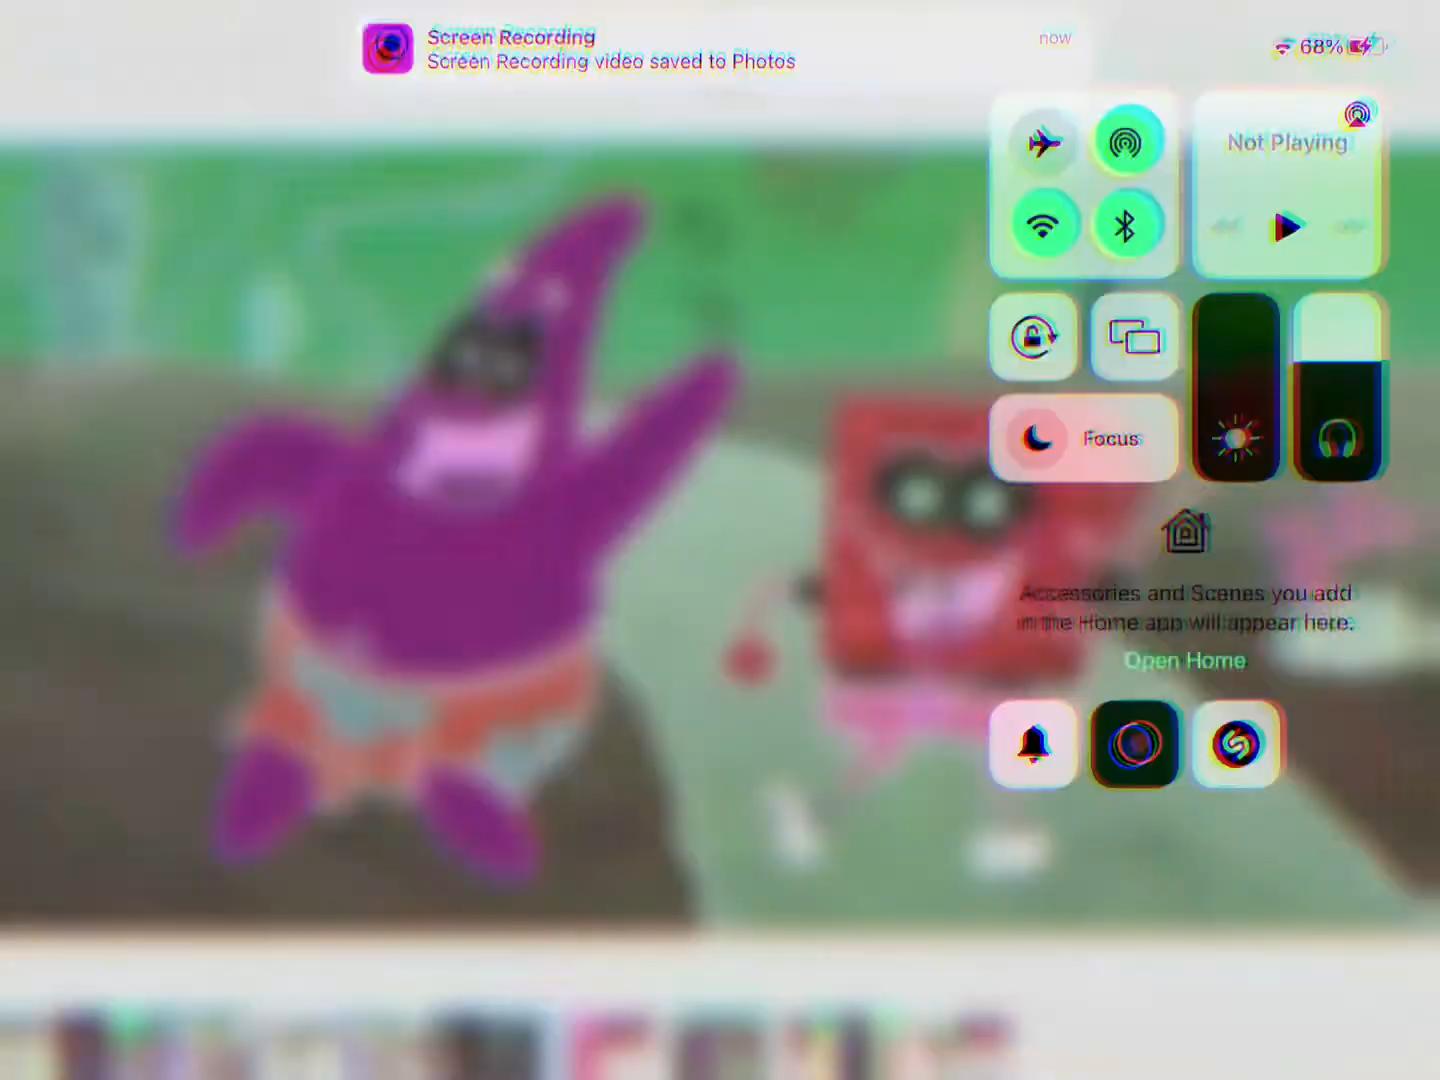 Screen Recording
now
Screen Recording video saved to Photos
68%
Not Playing
Focus
Accessories and Scenes you add
in the Home app will appear here.
Open Home